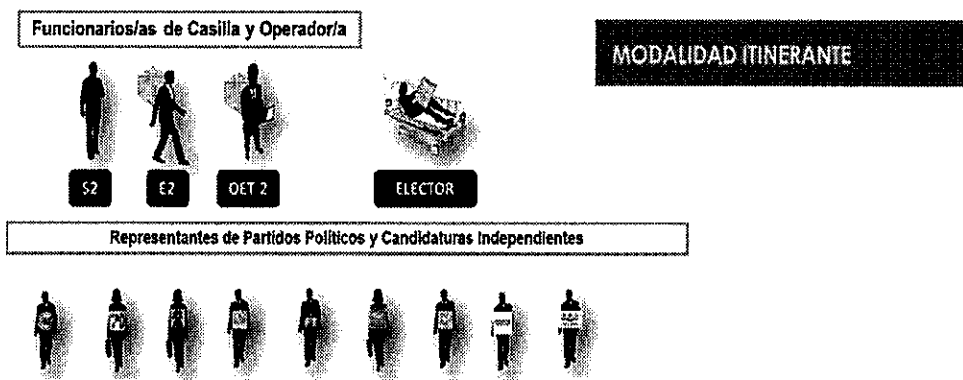 Funcionarios/as de Casilla y Operador/a
MODALIDAD ITINERANTE
S2
E2
OET 2
ELECTOR
Representantes de Partidos Políticos y Candidaturas Independientes